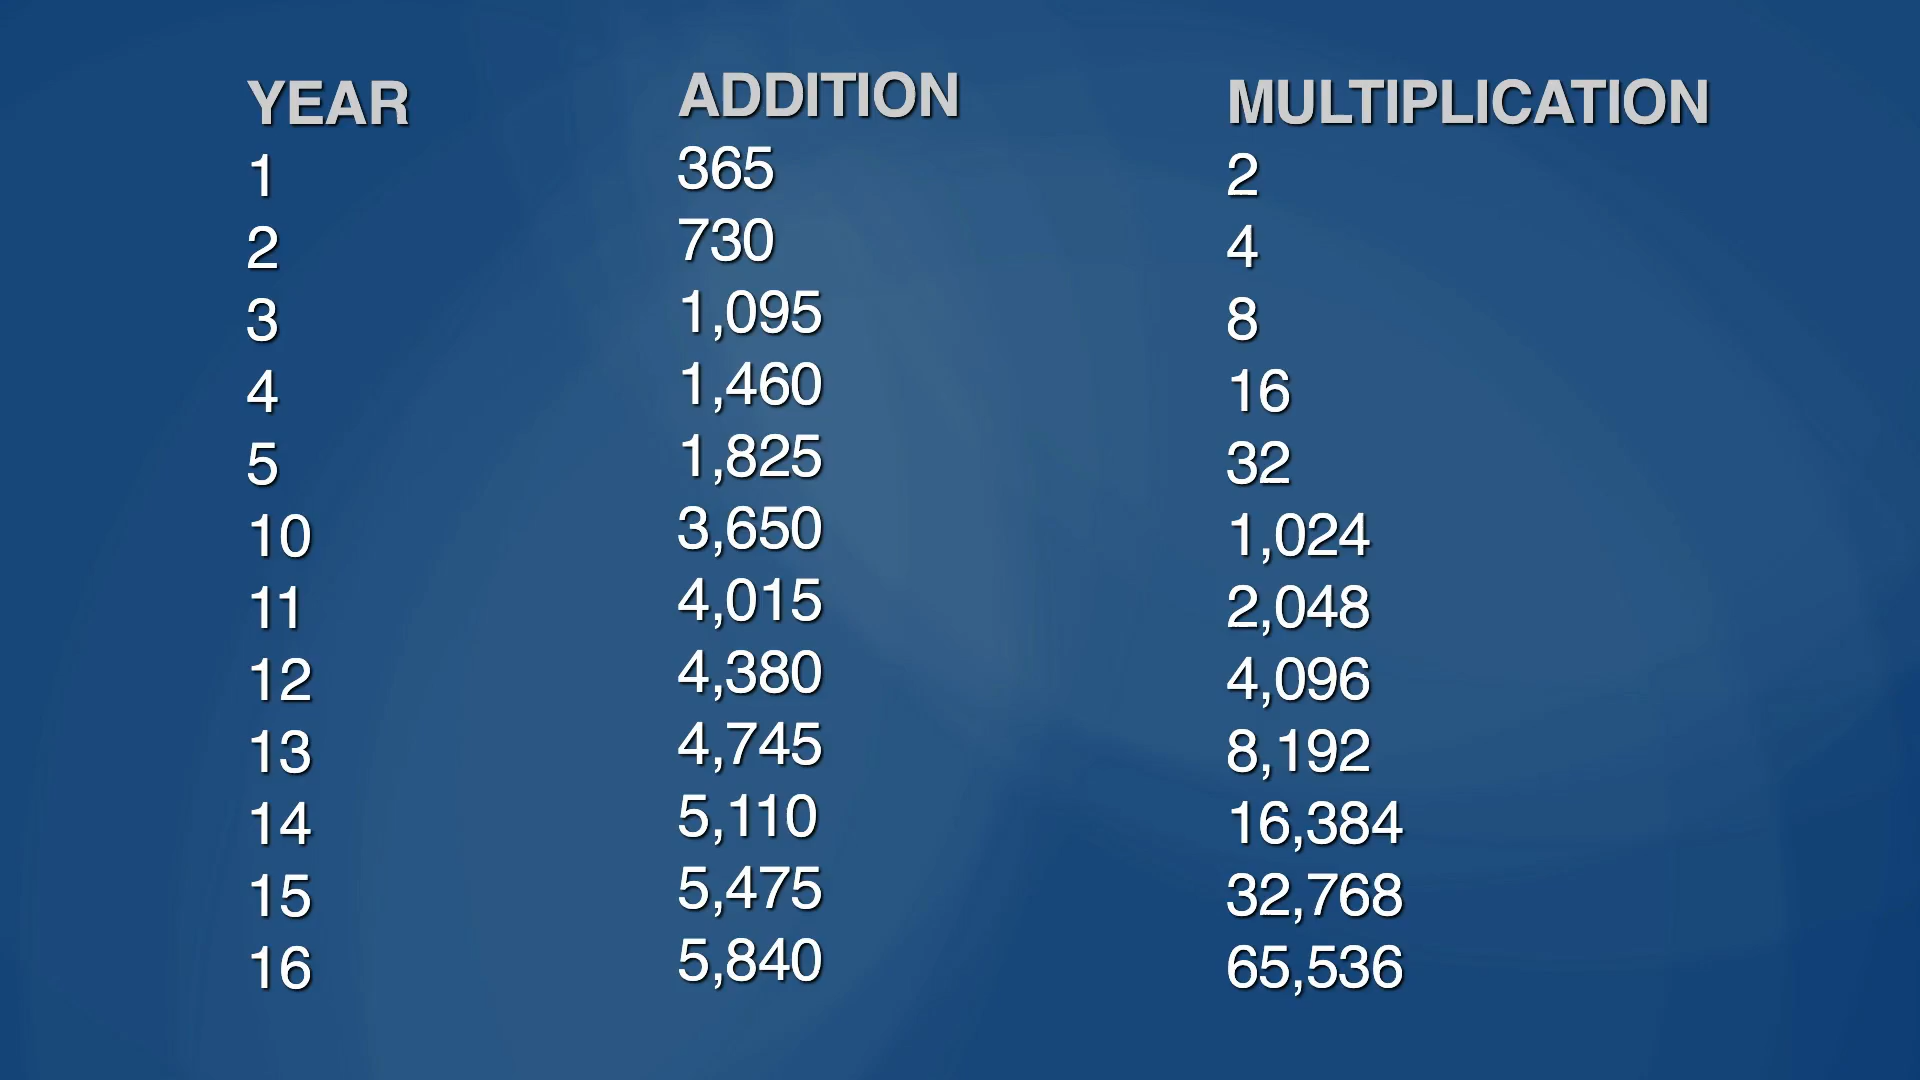 YEAR ADDITION MULTIPLICATION
1 365 2
2 730 4
3 1,095 8
4 1,460 16
5 1,825 32
10 3,650 1,024
11 4,015 2,048
12 4,380 4,096
13 4,745 8,192
14 5,110 16,384
15 5,475 32,768
16 5,840 65,536